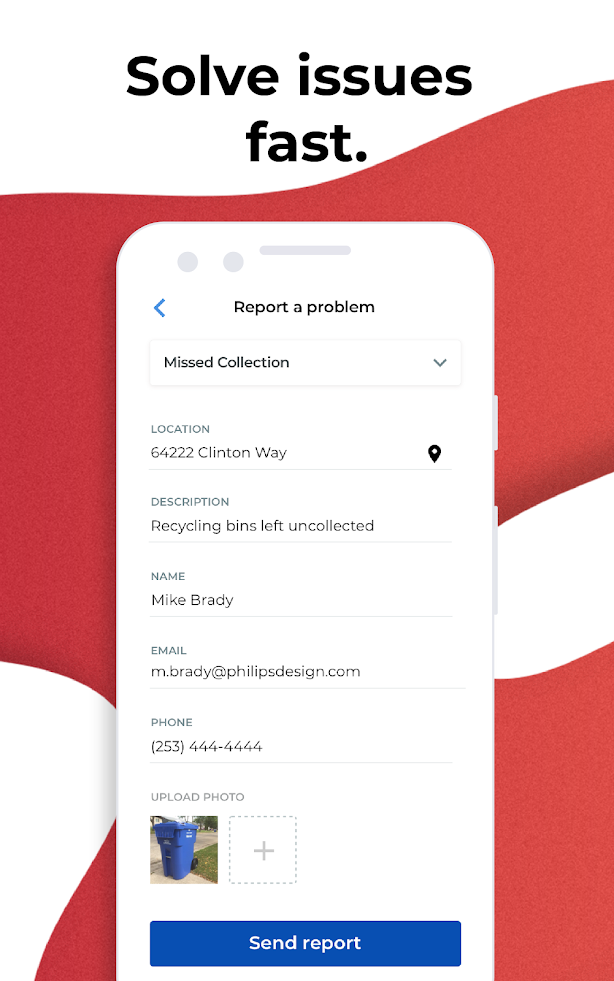 Solve issues
fast.
Report a problem
Missed Collection
LOCATION
64222 Clinton Way
DESCRIPTION
Recycling bins left uncollected
NAME
Mike Brady
EMAIL
m.brady@philipsdesign.com
PHONE
(253) 444-4444
UPLOAD PHOTO
Send report